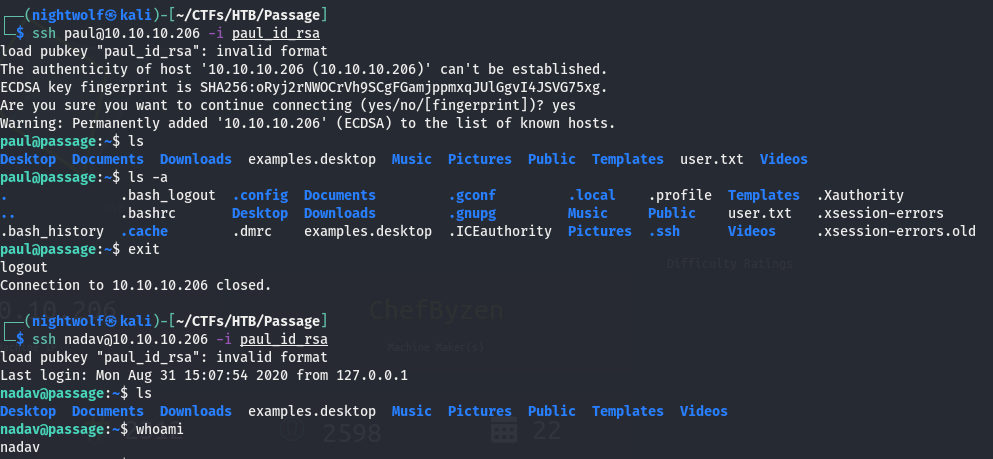 ┌──(nightwolf㉿kali)-[~/CTFs/HTB/Passage]
└─$ ssh paul@10.10.10.206 -i paul_id_rsa
load pubkey "paul_id_rsa": invalid format
The authenticity of host '10.10.10.206 (10.10.10.206)' can't be established.
ECDSA key fingerprint is SHA256:oRyj2rNWOCrVh9SCgFGamjppmxqJUlGgvI4JSVG75xg.
Are you sure you want to continue connecting (yes/no/[fingerprint])? yes
Warning: Permanently added '10.10.10.206' (ECDSA) to the list of known hosts.
paul@passage:~$ ls
Desktop  Documents  Downloads  examples.desktop  Music  Pictures  Public  Templates  user.txt  Videos
paul@passage:~$ ls -a
.              .bash_logout  .config  Documents         .gconf        .local    .profile  Templates  .Xauthority
..             .bashrc       Desktop  Downloads         .gnupg        Music     Public    user.txt   .xsession-errors
.bash_history  .cache        .dmrc    examples.desktop  .ICEauthority  Pictures  .ssh      Videos     .xsession-errors.old
paul@passage:~$ exit
logout
Difficulty Ratings
Connection to 10.10.10.206 closed.
0.10.206
ChefByzen
┌──(nightwolf㉿kali)-[~/CTFs/HTB/Passage]
└─$ ssh nadav@10.10.10.206 -i paul_id_rsa
Machine Maker(s)
load pubkey "paul_id_rsa": invalid format
Last login: Mon Aug 31 15:07:54 2020 from 127.0.0.1
nadav@passage:~$ ls
Desktop  Documents  Downloads  examples.desktop  Music  Pictures  Public  Templates  Videos
nadav@passage:~$ whoami
2598
22
nadav